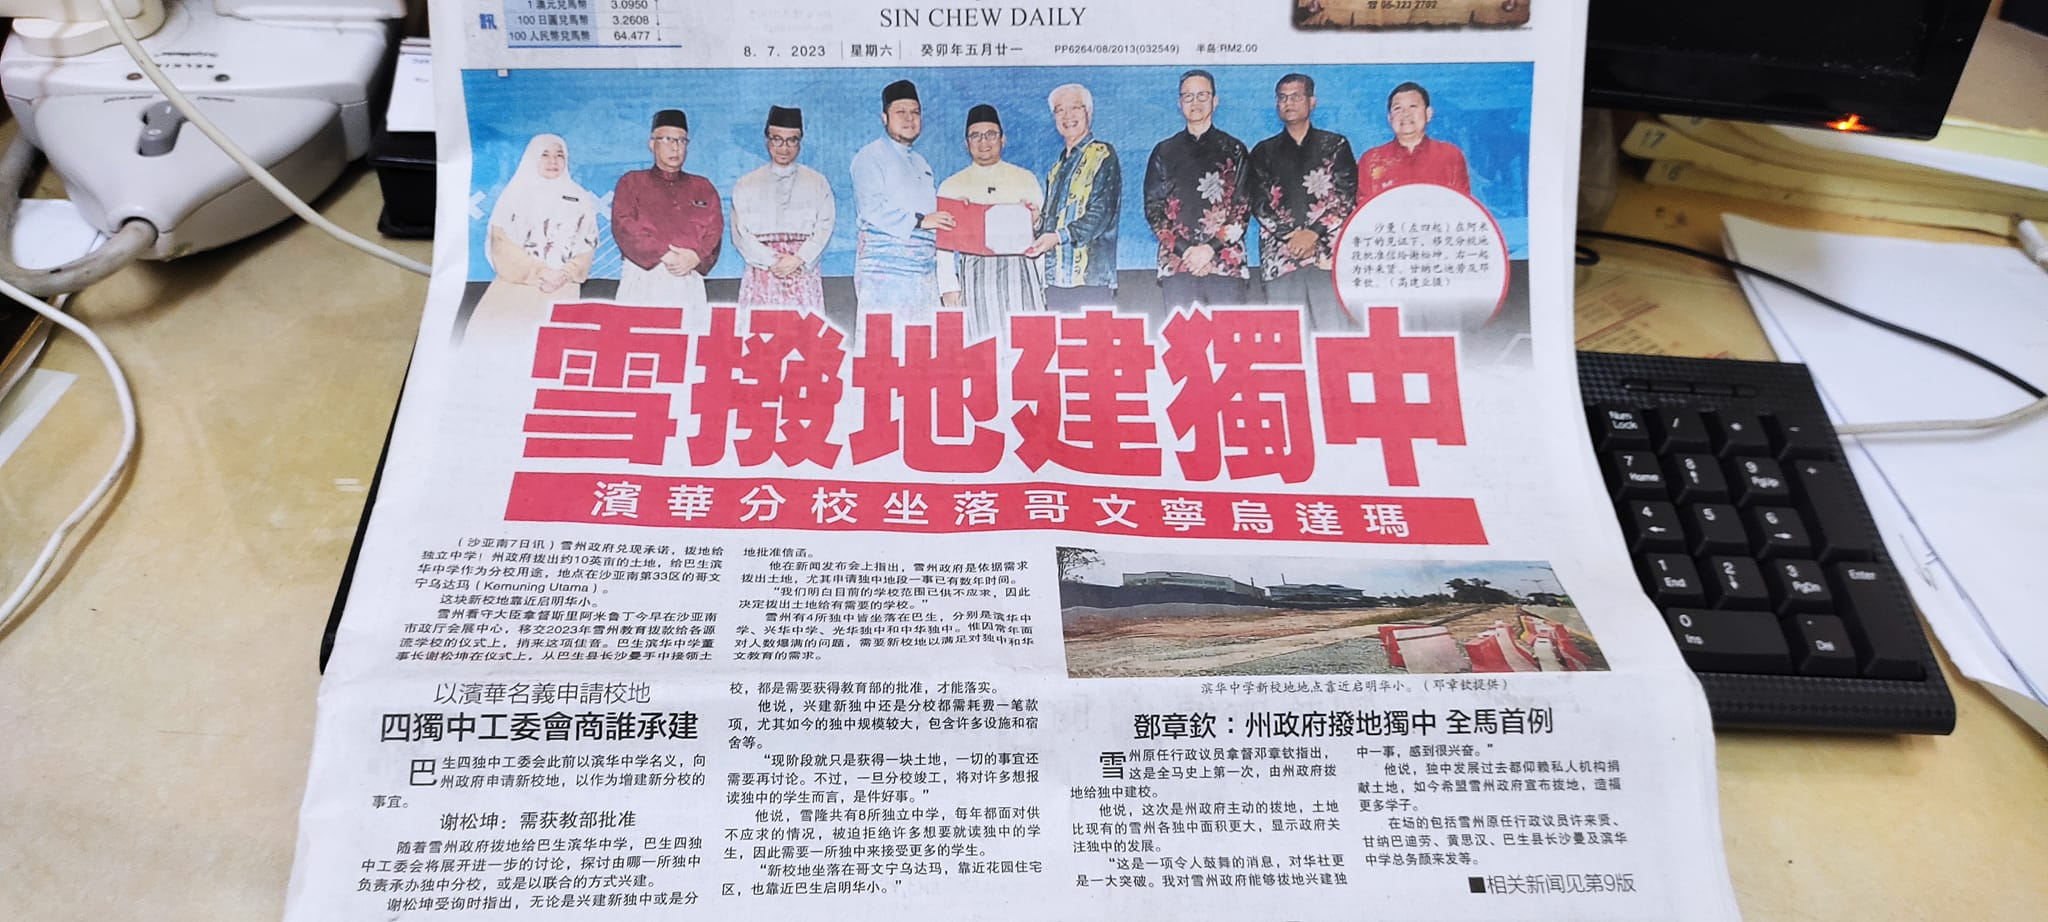 1 澳元兌馬幣 3.0950 ↑
100 日圓兌馬幣 3.2608 ↓
100 人民幣兌馬幣 64.477 ↓
訊
SIN CHEW DAILY
8. 7. 2023 星期六 癸卯年五月廿一 PP6264/08/2013(032549) 半岛:RM2.00
沙曼（左四起）在阿米
鲁丁的见证下，移交分校地
段批准信给谢松坤。右一起
为许来贤、甘纳巴迪劳及邓
章钦。（高建业摄）
雪撥地建獨中
濱華分校坐落哥文寧烏達瑪
（沙亚南7日讯）雪州政府兑现承诺，拨地给
独立中学！州政府拨出约10英亩的土地，给巴生滨
华中学作为分校用途，地点在沙亚南第33区的哥文
宁乌达玛（Kemuning Utama）。
这块新校地靠近启明华小。
雪州看守大臣拿督斯里阿米鲁丁今早在沙亚南
市政厅会展中心，移交2023年雪州教育拨款给各源
流学校的仪式上，捎来这项佳音。巴生滨华中学董
事长谢松坤在仪式上，从巴生县长沙曼手中接领土
地批准信函。
他在新闻发布会上指出，雪州政府是依据需求
拨出土地，尤其申请独中地段一事已有数年时间。
“我们明白目前的学校范围已供不应求，因此
决定拨出土地给有需要的学校。”
雪州有4所独中皆坐落在巴生，分别是滨华中
学、兴华中学、光华独中和中华独中。惟因常年面
对人数爆满的问题，需要新校地以满足对独中和华
文教育的需求。
滨华中学新校地地点靠近启明华小。（邓章钦提供）
以濱華名義申請校地
四獨中工委會商誰承建
巴生四独中工委会此前以滨华中学名义，向
州政府申请新校地，以作为增建新分校的
事宜。
谢松坤：需获教部批准
随着雪州政府拨地给巴生滨华中学，巴生四独
中工委会将展开进一步的讨论，探讨由哪一所独中
负责承办独中分校，或是以联合的方式兴建。
谢松坤受询时指出，无论是兴建新独中或是分
校，都是需要获得教育部的批准，才能落实。
他说，兴建新独中还是分校都需耗费一笔款
项，尤其如今的独中规模较大，包含许多设施和宿
舍等。
“现阶段就只是获得一块土地，一切的事宜还
需要再讨论。不过，一旦分校竣工，将对许多想报
读独中的学生而言，是件好事。”
他说，雪隆共有8所独立中学，每年都面对供
不应求的情况，被迫拒绝许多想要就读独中的学
生，因此需要一所独中来接受更多的学生。
“新校地坐落在哥文宁乌达玛，靠近花园住宅
区，也靠近巴生启明华小。”
鄧章欽：州政府撥地獨中 全馬首例
雪州原任行政议员拿督邓章钦指出，
这是全马史上第一次，由州政府拨
地给独中建校。
他说，这次是州政府主动的拨地，土地
比现有的雪州各独中面积更大，显示政府关
注独中的发展。
“这是一项令人鼓舞的消息，对华社更
是一大突破。我对雪州政府能够拨地兴建独
中一事，感到很兴奋。”
他说，独中发展过去都仰赖私人机构捐
献土地，如今希盟雪州政府宣布拨地，造福
更多学子。
在场的包括雪州原任行政议员许来贤、
甘纳巴迪劳、黄思汉、巴生县长沙曼及滨华
中学总务颜来发等。
■相关新闻见第9版
Num
Lock
/
*
-
7
Home
8
9
PgUp
+
4
5
6
1
End
2
3
PgDn
Enter
0
Ins
.
Del
17